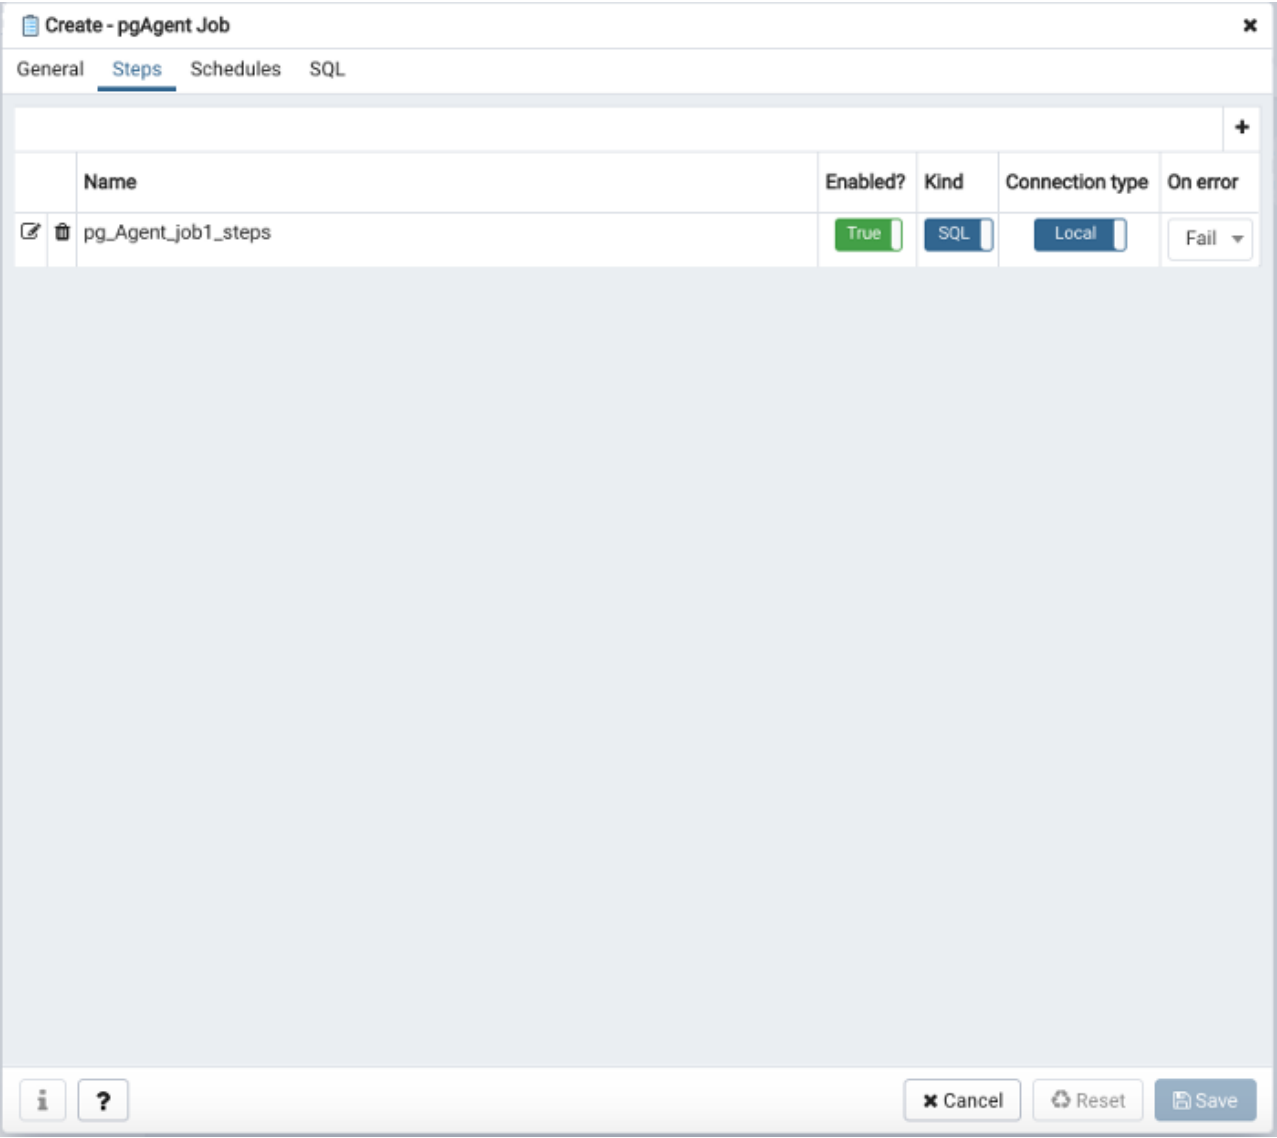 Create - pgAgent Job
General Steps Schedules SQL
Name Enabled? Kind Connection type On error
pg_Agent_job1_steps True SQL Local Fail
i ? Cancel Reset Save